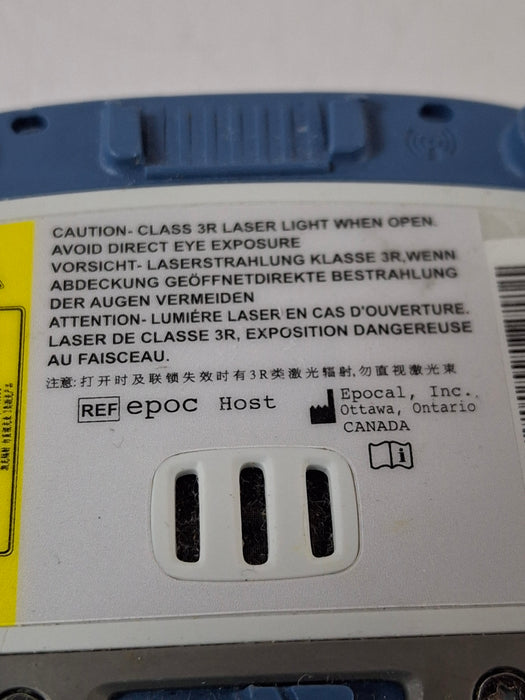 CAUTION- CLASS 3R LASER LIGHT WHEN OPEN.
AVOID DIRECT EYE EXPOSURE
VORSICHT- LASERSTRAHLUNG KLASSE 3R,WENN
ABDECKUNG GEÖFFNETDIREKTE BESTRAHLUNG
DER AUGEN VERMEIDEN
ATTENTION- LUMIÉRE LASER EN CAS D'OUVERTURE.
LASER DE CLASSE 3R, EXPOSITION DANGEREUSE
AU FAISCEAU.
注意:打开时及联锁失效时有3R类激光辐射,勿直视激光束
REF epoc Host
Epocal, Inc.
Ottawa, Ontario
CANADA